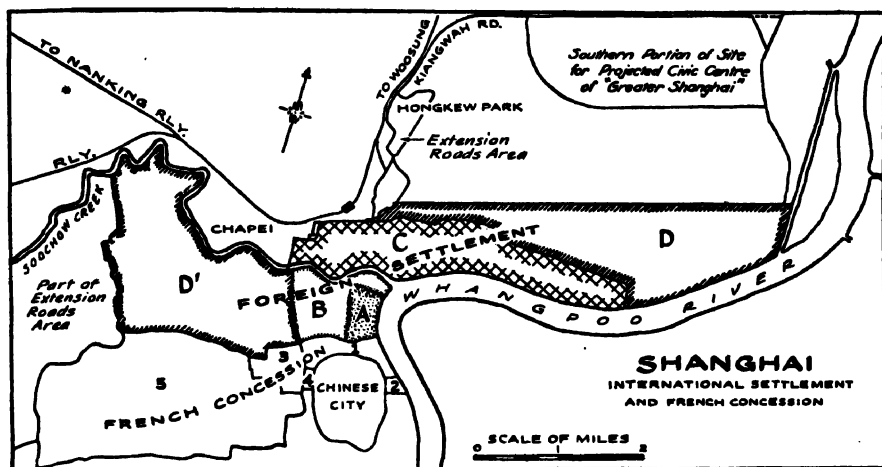 TO NANKING RLY.
RLY.
SOOCHOW CREEK
TO WOOSUNG
KIANGWAH RD.
HONGKEW PARK
Extension
Roads Area
Southern Portion of Site
for Projected Civic Centre
of "Greater Shanghai"
CHAPEI
C
D
D'
FOREIGN SETTLEMENT
B
A
Part of
Extension
Roads
Area
WHANGPOO RIVER
3
4
5
2
CHINESE
CITY
FRENCH CONCESSION
SHANGHAI
INTERNATIONAL SETTLEMENT
AND FRENCH CONCESSION
SCALE OF MILES
0 1 2